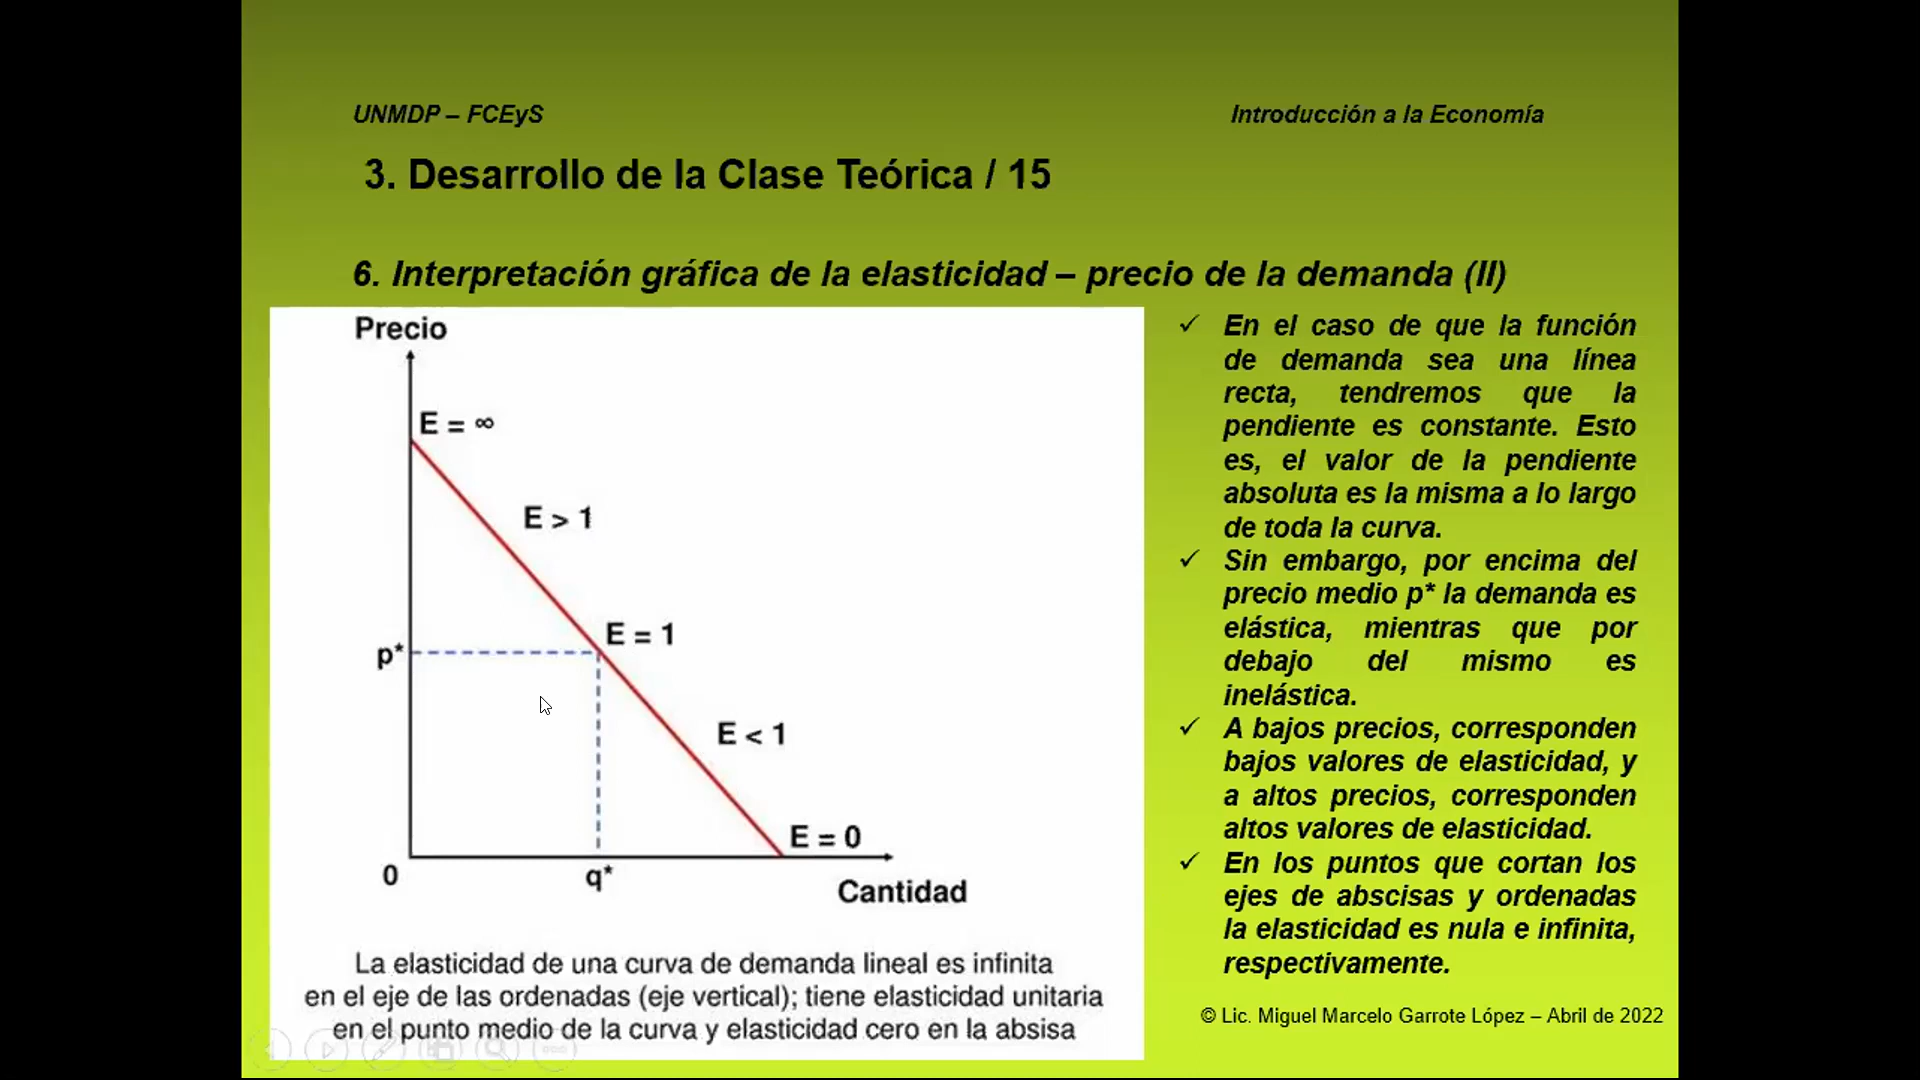 UNMDP – FCEyS
Introducción a la Economía
3. Desarrollo de la Clase Teórica / 15
6. Interpretación gráfica de la elasticidad – precio de la demanda (II)
Precio
E = ∞
E > 1
E = 1
p*
E < 1
E = 0
0
q*
Cantidad
La elasticidad de una curva de demanda lineal es infinita
en el eje de las ordenadas (eje vertical); tiene elasticidad unitaria
en el punto medio de la curva y elasticidad cero en la absisa
✓ En el caso de que la función
de demanda sea una línea
recta, tendremos que la
pendiente es constante. Esto
es, el valor de la pendiente
absoluta es la misma a lo largo
de toda la curva.
✓ Sin embargo, por encima del
precio medio p* la demanda es
elástica, mientras que por
debajo del mismo es
inelástica.
✓ A bajos precios, corresponden
bajos valores de elasticidad, y
a altos precios, corresponden
altos valores de elasticidad.
✓ En los puntos que cortan los
ejes de abscisas y ordenadas
la elasticidad es nula e infinita,
respectivamente.
© Lic. Miguel Marcelo Garrote López – Abril de 2022